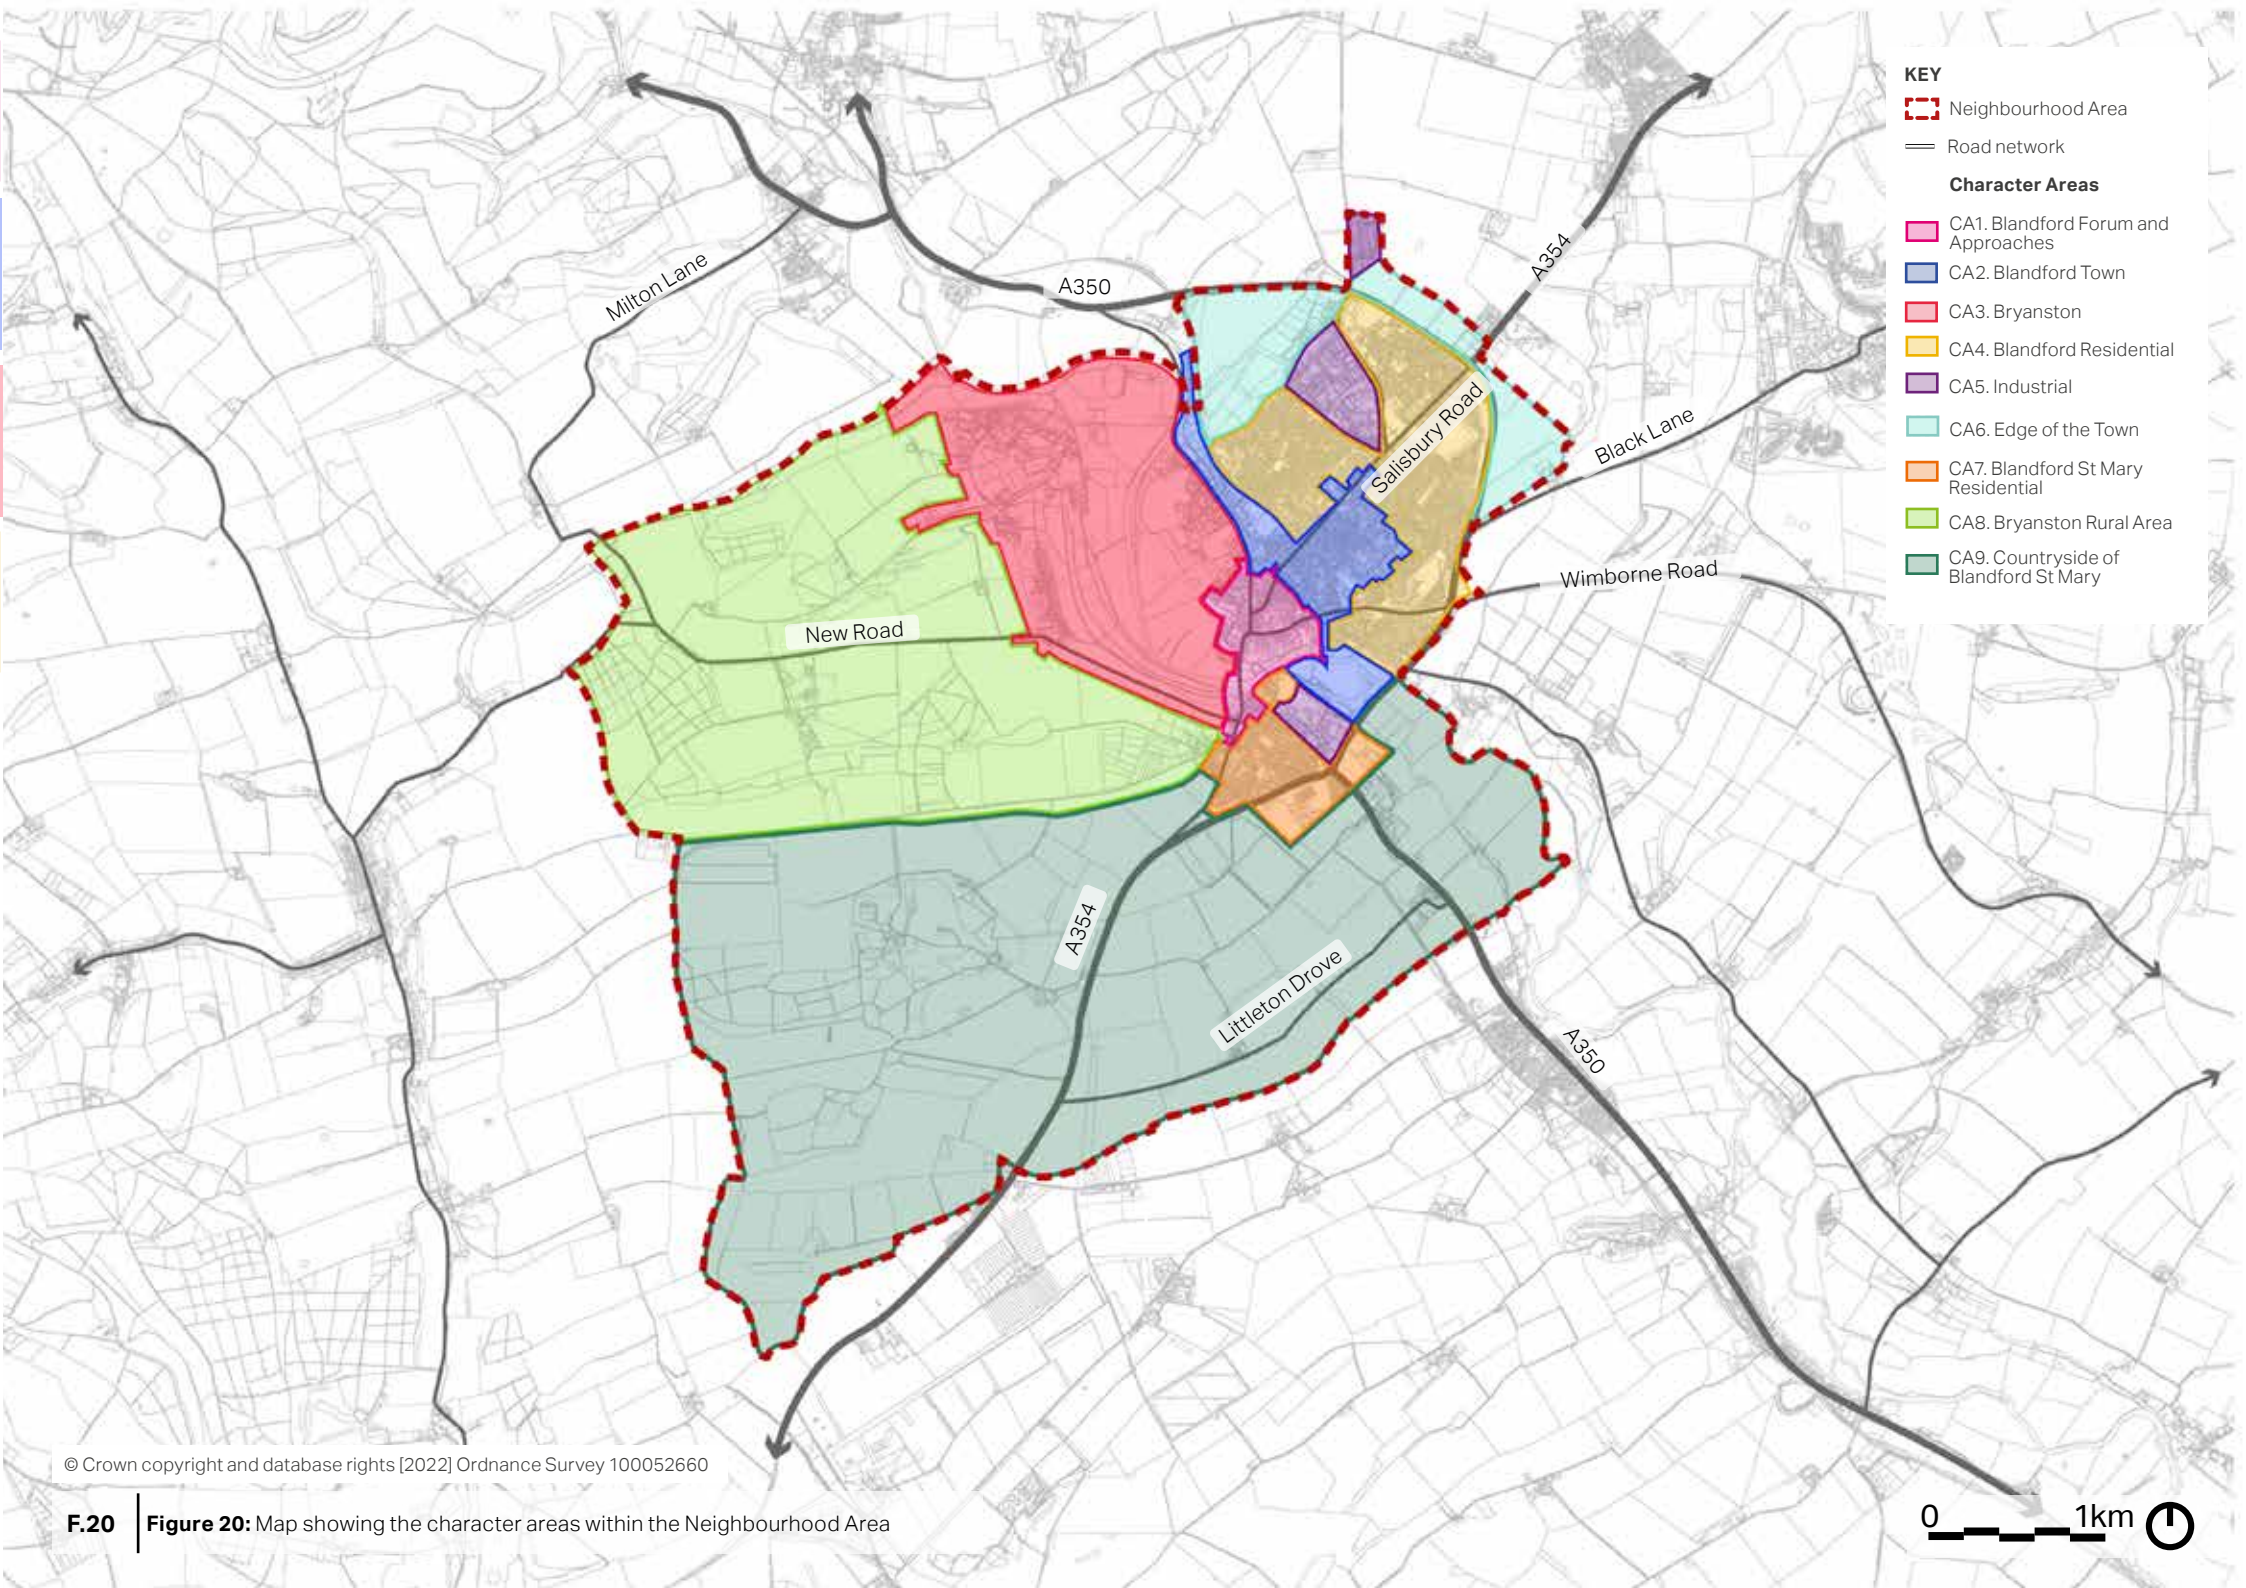 KEY
Neighbourhood Area
Road network
Character Areas
CA1. Blandford Forum and
Approaches
CA2. Blandford Town
CA3. Bryanston
CA4. Blandford Residential
CA5. Industrial
CA6. Edge of the Town
CA7. Blandford St Mary
Residential
CA8. Bryanston Rural Area
CA9. Countryside of
Blandford St Mary
A354
Milton Lane
A350
Salisbury Road
Black Lane
Wimborne Road
New Road
A354
Littleton Drove
A350
© Crown copyright and database rights [2022] Ordnance Survey 100052660
F.20 Figure 20: Map showing the character areas within the Neighbourhood Area
0 1km